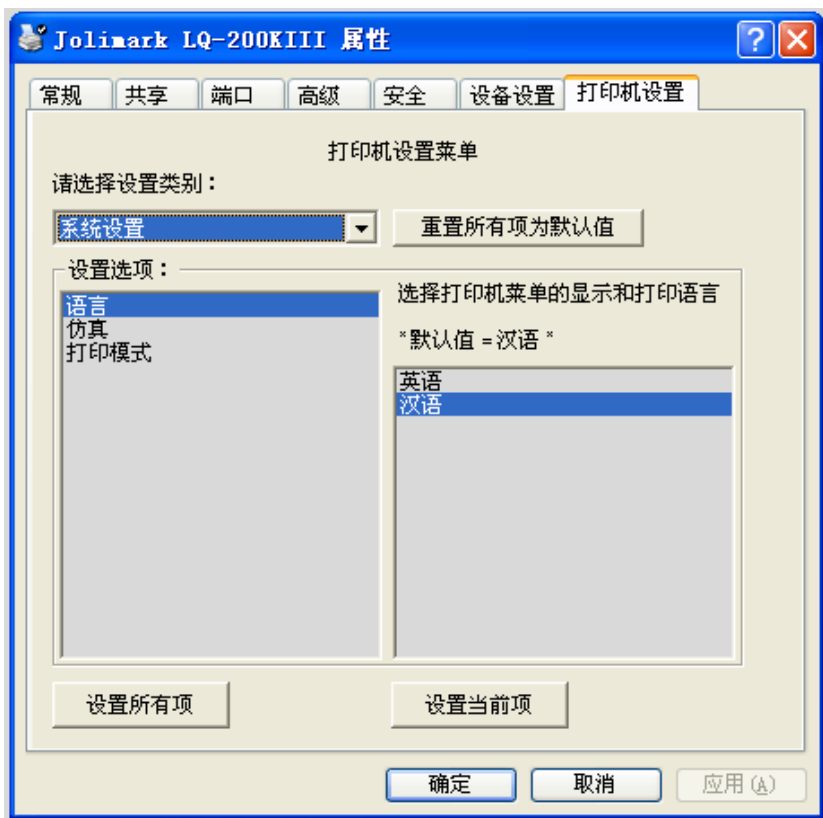 Jolimark LQ-200KIII 属性
常规 共享 端口 高级 安全 设备设置 打印机设置
打印机设置菜单
请选择设置类别：
系统设置 重置所有项为默认值
设置选项：
语言
仿真
打印模式
选择打印机菜单的显示和打印语言
*默认值 =汉语 *
英语
汉语
设置所有项 设置当前项
确定 取消 应用(A)